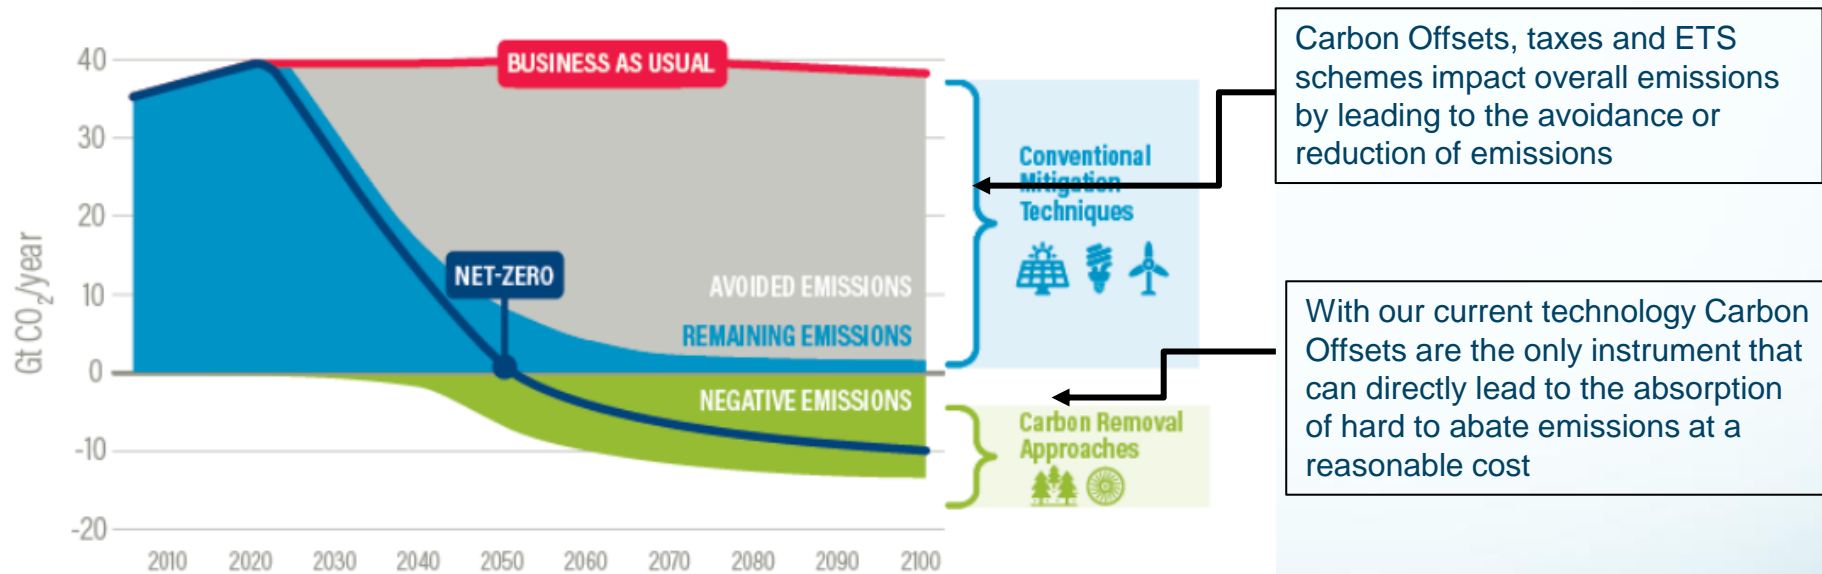 40
30
20
10
0
-10
-20
Gt CO₂/year
2010 2020 2030 2040 2050 2060 2070 2080 2090 2100
BUSINESS AS USUAL
NET-ZERO
AVOIDED EMISSIONS
REMAINING EMISSIONS
NEGATIVE EMISSIONS
Conventional
Mitigation
Techniques
Carbon Removal
Approaches
Carbon Offsets, taxes and ETS
schemes impact overall emissions
by leading to the avoidance or
reduction of emissions
With our current technology Carbon
Offsets are the only instrument that
can directly lead to the absorption
of hard to abate emissions at a
reasonable cost